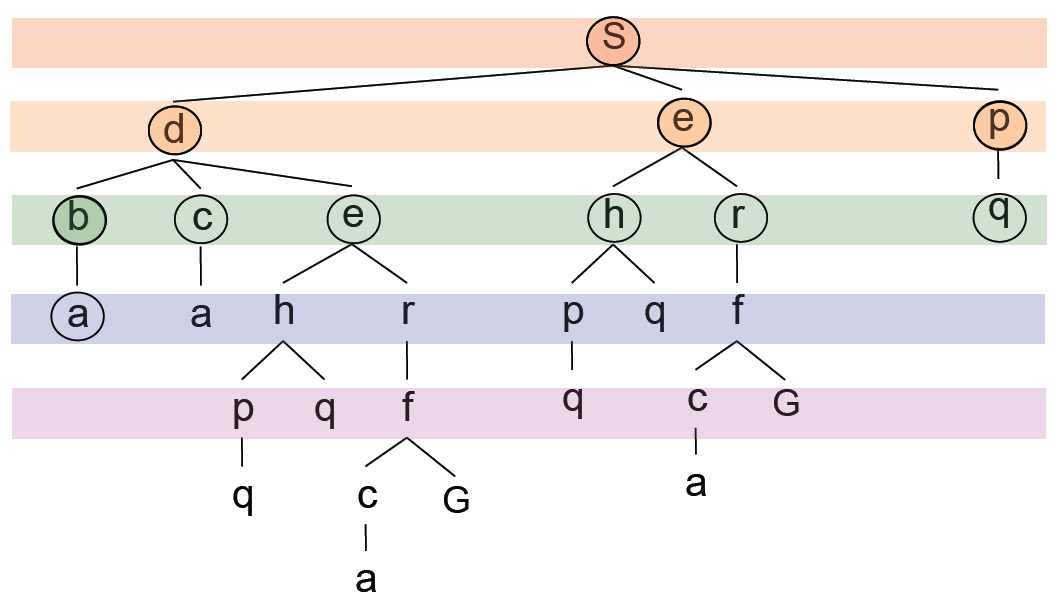 S
d e p
b c e h r q
a a h r p q f
p q f q c G
q c G a
a